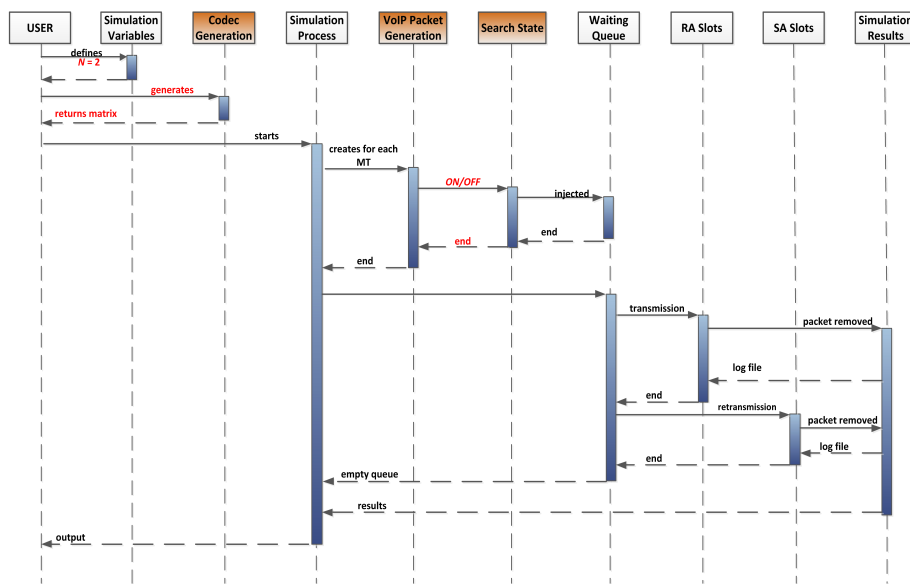 USER
Simulation
Variables
Codec
Generation
Simulation
Process
VoIP Packet
Generation
Search State
Waiting
Queue
RA Slots
SA Slots
Simulation
Results
defines
N = 2
generates
returns matrix
starts
creates for each
MT
ON/OFF
injected
end
end
end
transmission
packet removed
log file
end
retransmission
packet removed
log file
end
empty queue
results
output